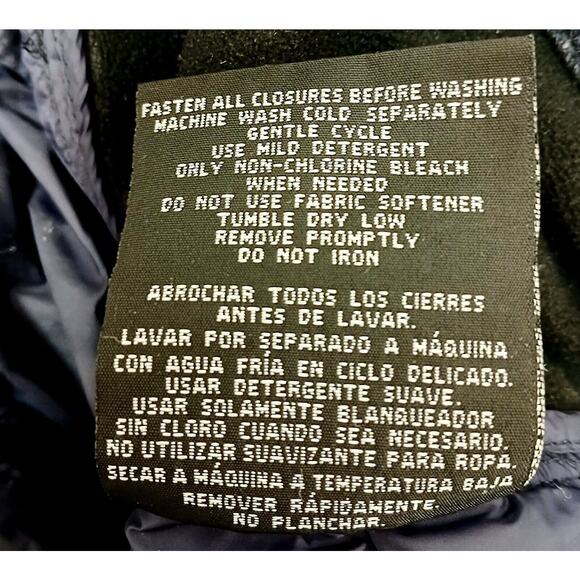 FASTEN ALL CLOSURES BEFORE WASHING
MACHINE WASH COLD SEPARATELY
GENTLE CYCLE
USE MILD DETERGENT
ONLY NON-CHLORINE BLEACH
WHEN NEEDED
DO NOT USE FABRIC SOFTENER
TUMBLE DRY LOW
REMOVE PROMPTLY
DO NOT IRON
ABROCHAR TODOS LOS CIERRES
ANTES DE LAVAR.
LAVAR POR SEPARADO A MÁQUINA
CON AGUA FRÍA EN CICLO DELICADO.
USAR DETERGENTE SUAVE.
USAR SOLAMENTE BLANQUEADOR
SIN CLORO CUANDO SEA NECESARIO.
NO UTILIZAR SUAVIZANTE PARA ROPA.
SECAR A MÁQUINA A TEMPERATURA BAJA
REMOVER RÁPIDAMENTE.
NO PLANCHAR.